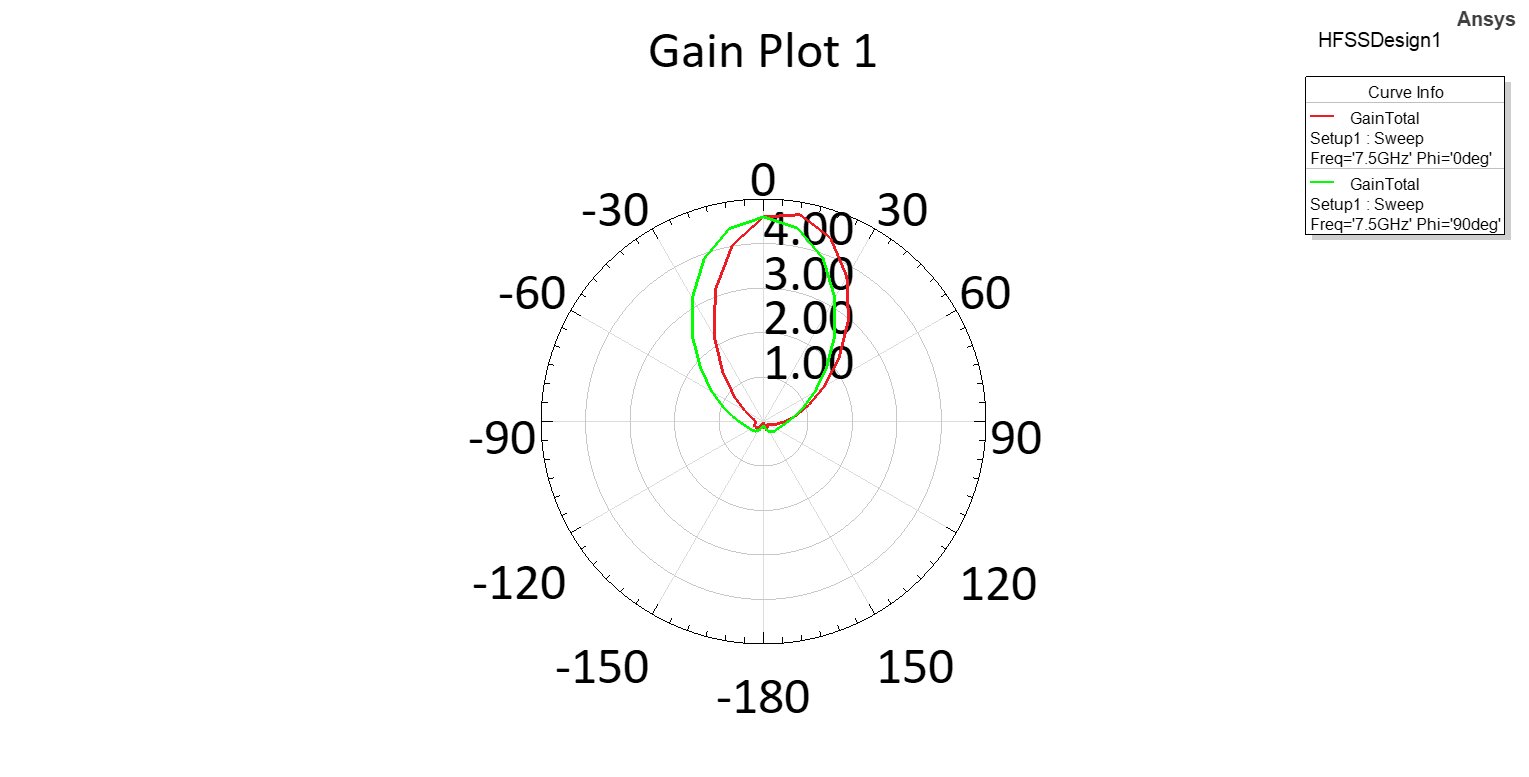 Ansys
HFSSDesign1
Gain Plot 1
Curve Info
GainTotal
Setup1 : Sweep
Freq='7.5GHz' Phi='0deg'
GainTotal
Setup1 : Sweep
Freq='7.5GHz' Phi='90deg'
0
-30
30
4.00
3.00
-60
60
2.00
1.00
-90
90
-120
120
-150
150
-180